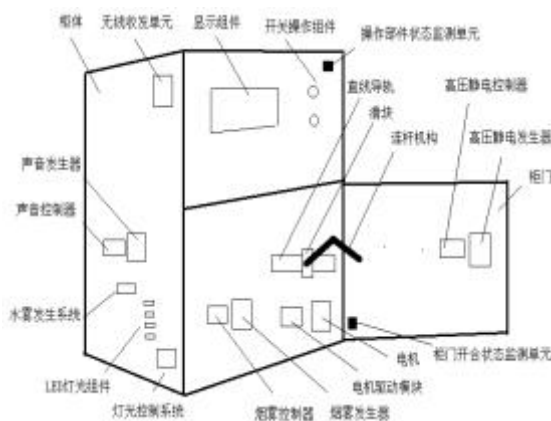 柜体
无线收发单元
显示组件
开关操作组件
操作部件状态监测单元
直线导轨
滑块
连杆机构
高压静电控制器
高压静电发生器
柜门
声音发生器
声音控制器
水雾发生系统
LED灯光组件
灯光控制系统
烟雾控制器
烟雾发生器
电机驱动模块
电机
柜门开合状态监测单元